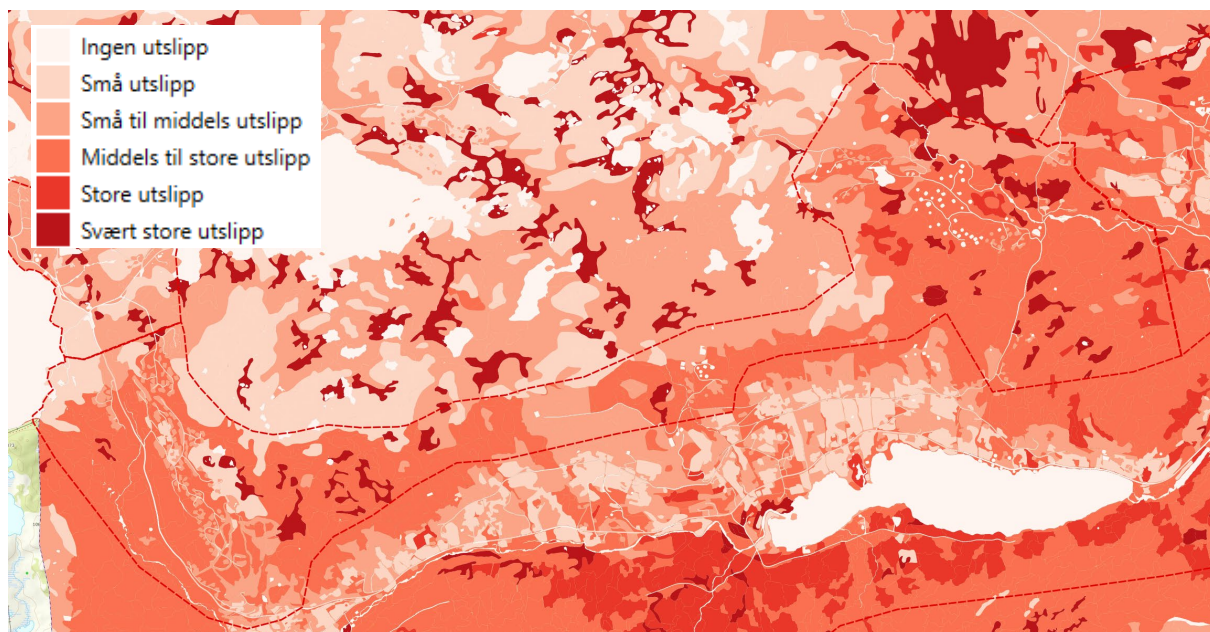 Ingen utslipp
Små utslipp
Små til middels utslipp
Middels til store utslipp
Store utslipp
Svært store utslipp